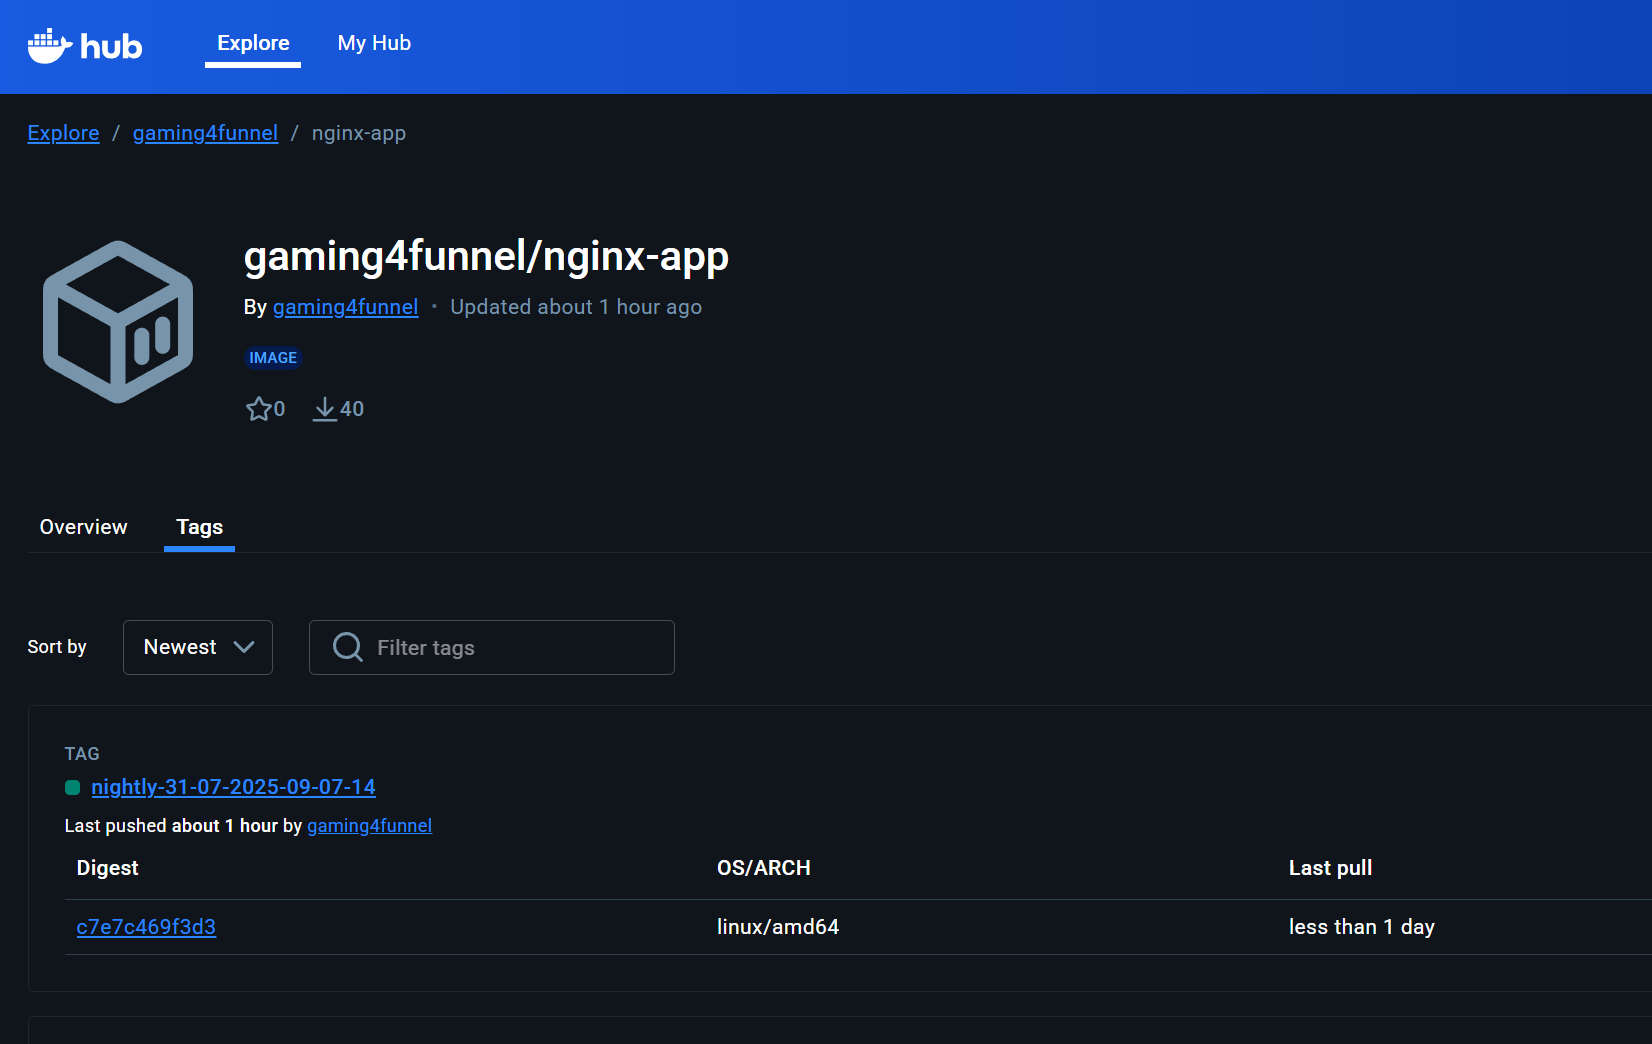 hub Explore My Hub
Explore / gaming4funnel / nginx-app
gaming4funnel/nginx-app
By gaming4funnel • Updated about 1 hour ago
IMAGE
0 40
Overview Tags
Sort by Newest Filter tags
TAG
nightly-31-07-2025-09-07-14
Last pushed about 1 hour by gaming4funnel
Digest OS/ARCH Last pull
c7e7c469f3d3 linux/amd64 less than 1 day